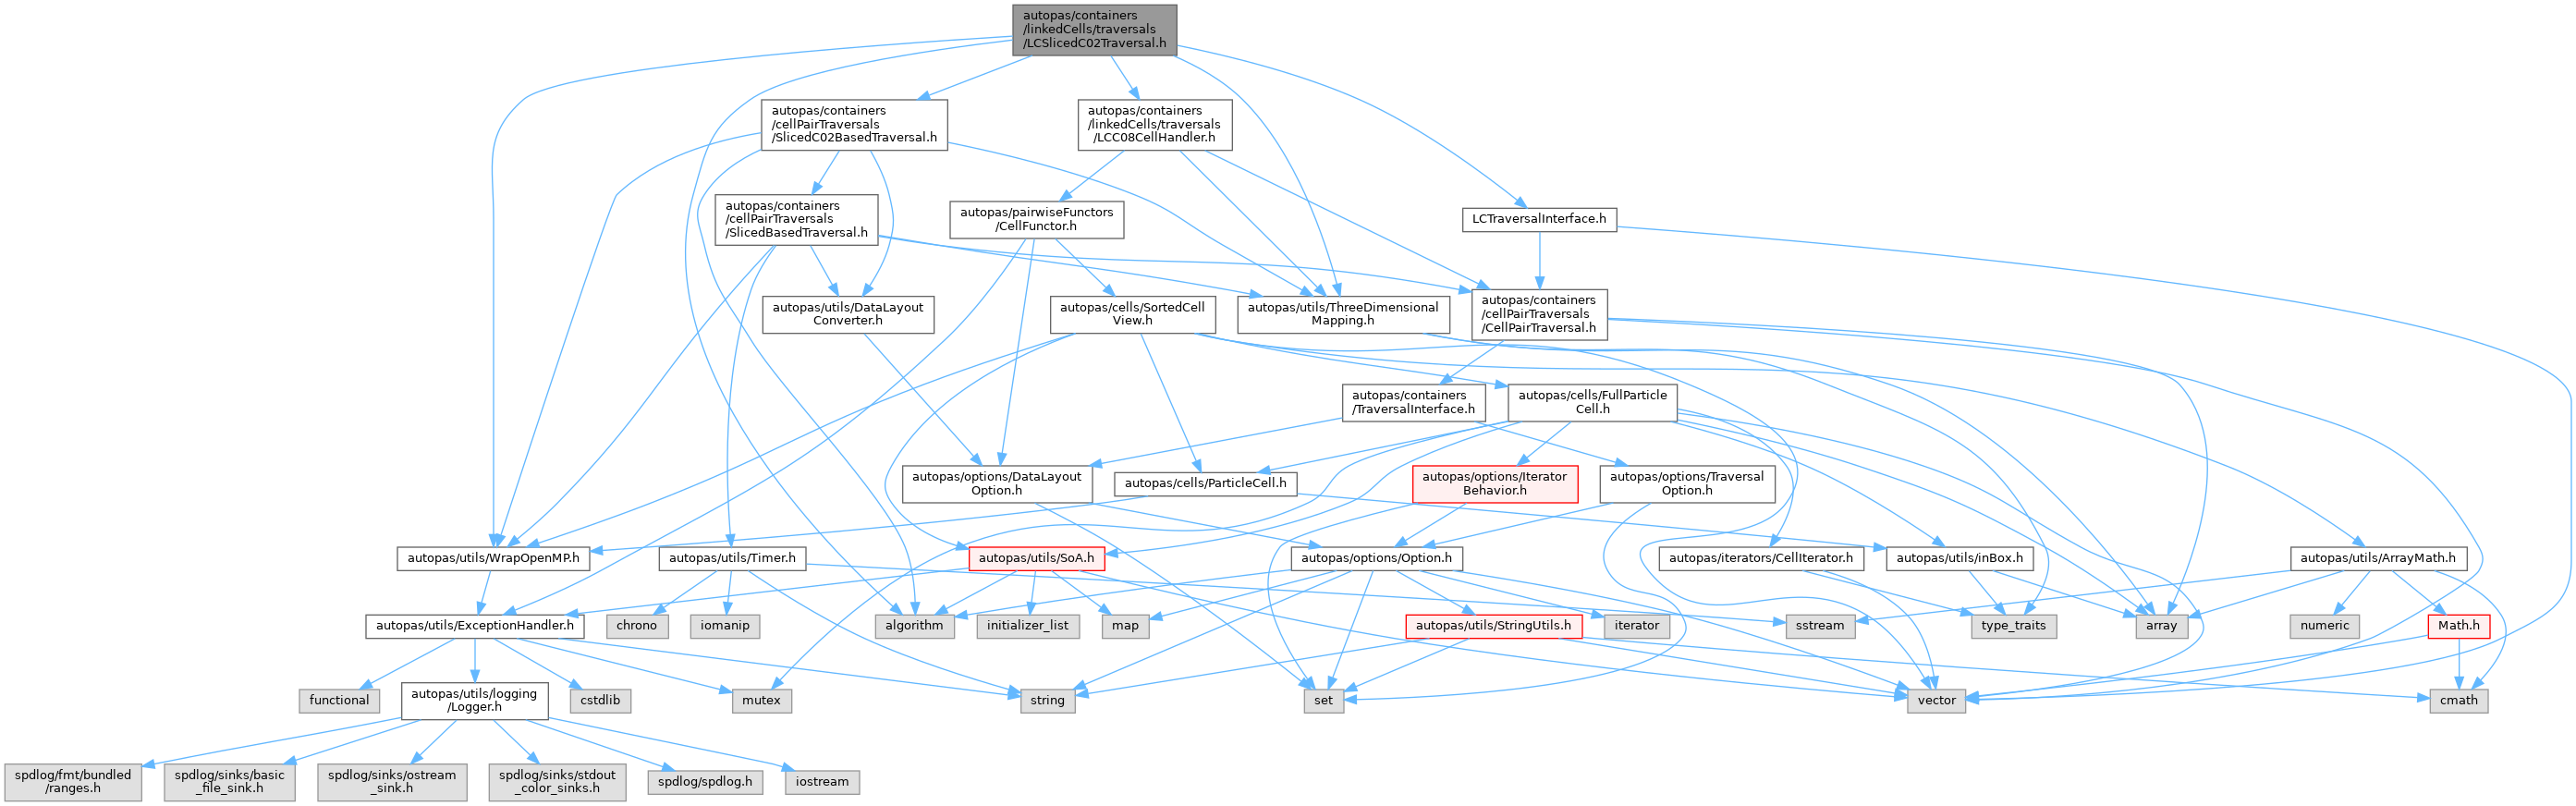 autopas/containers
/linkedCells/traversals
/LCSlicedC02Traversal.h
autopas/containers
/cellPairTraversals
/SlicedC02BasedTraversal.h
autopas/containers
/linkedCells/traversals
/LCC08CellHandler.h
autopas/containers
/cellPairTraversals
/SlicedBasedTraversal.h
autopas/pairwiseFunctors
/CellFunctor.h
LCTraversalInterface.h
autopas/utils/DataLayout
Converter.h
autopas/cells/SortedCell
View.h
autopas/utils/ThreeDimensional
Mapping.h
autopas/containers
/cellPairTraversals
/CellPairTraversal.h
autopas/containers
/TraversalInterface.h
autopas/cells/FullParticle
Cell.h
autopas/options/DataLayout
Option.h
autopas/cells/ParticleCell.h
autopas/options/Iterator
Behavior.h
autopas/options/Traversal
Option.h
autopas/utils/WrapOpenMP.h
autopas/utils/Timer.h
autopas/utils/SoA.h
autopas/options/Option.h
autopas/iterators/CellIterator.h
autopas/utils/inBox.h
autopas/utils/ArrayMath.h
autopas/utils/ExceptionHandler.h
chrono
iomanip
algorithm
initializer_list
map
autopas/utils/StringUtils.h
iterator
sstream
type_traits
array
numeric
Math.h
functional
autopas/utils/logging
/Logger.h
cstdlib
mutex
string
set
vector
cmath
spdlog/fmt/bundled
/ranges.h
spdlog/sinks/basic
_file_sink.h
spdlog/sinks/ostream
_sink.h
spdlog/sinks/stdout
_color_sinks.h
spdlog/spdlog.h
iostream